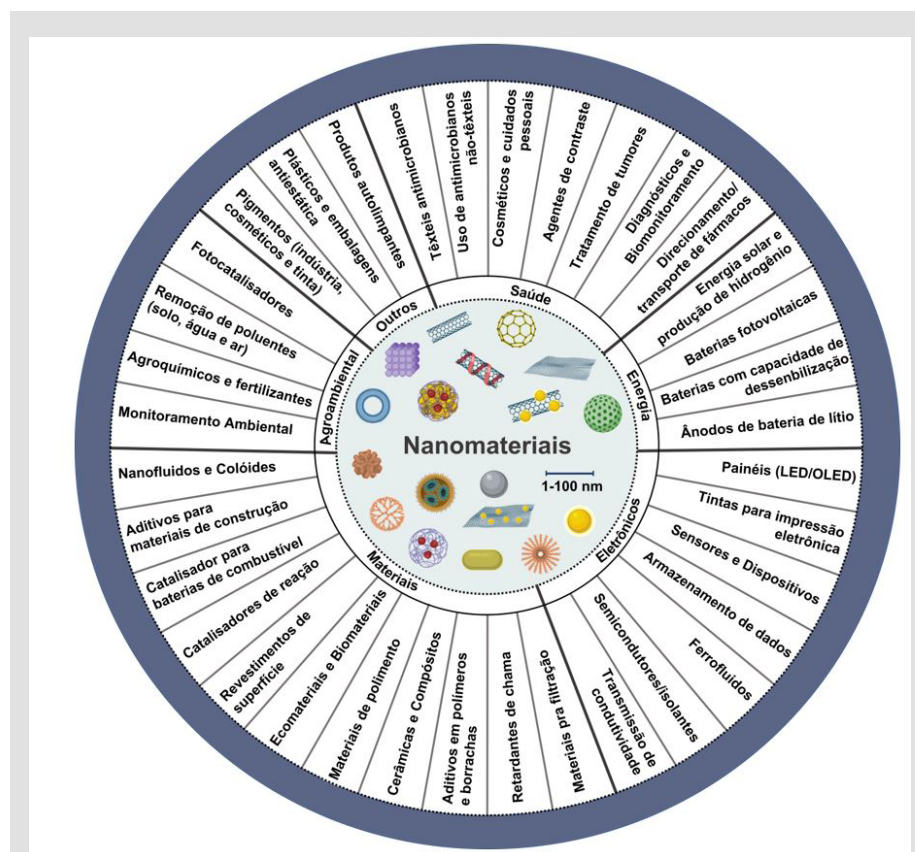 Nanomateriais
1-100 nm
Saúde
Energia
Eletrônicos
Materiais
Agroambiental
Outros
Têxteis antimicrobianos
Uso de antimicrobianos
não-têxteis
Cosméticos e cuidados
pessoais
Agentes de contraste
Tratamento de tumores
Diagnósticos e
Biomonitoramento
Direcionamento/
transporte de fármacos
Energia solar e
produção de hidrogênio
Baterias fotovoltaicas
Baterias com capacidade de
dessenbilização
Ânodos de bateria de lítio
Painéis (LED/OLED)
Tintas para impressão
eletrônica
Sensores e Dispositivos
Armazenamento de dados
Ferrofluidos
Semicondutores/isolantes
Transmissão de
condutividade
Materiais pra filtração
Retardantes de chama
Aditivos em polímeros
e borrachas
Cerâmicas e Compósitos
Materiais de polimento
Ecomateriais e Biomateriais
Revestimentos de
superfície
Catalisadores de reação
Catalisador para
baterias de combustível
Aditivos para
materiais de construção
Nanofluidos e Colóides
Monitoramento Ambiental
Agroquímicos e fertilizantes
Remoção de poluentes
(solo, água e ar)
Fotocatalisadores
Pigmentos (indústria,
cosméticos e tinta)
Plásticos e embalagens
antiestática
Produtos autolimpantes